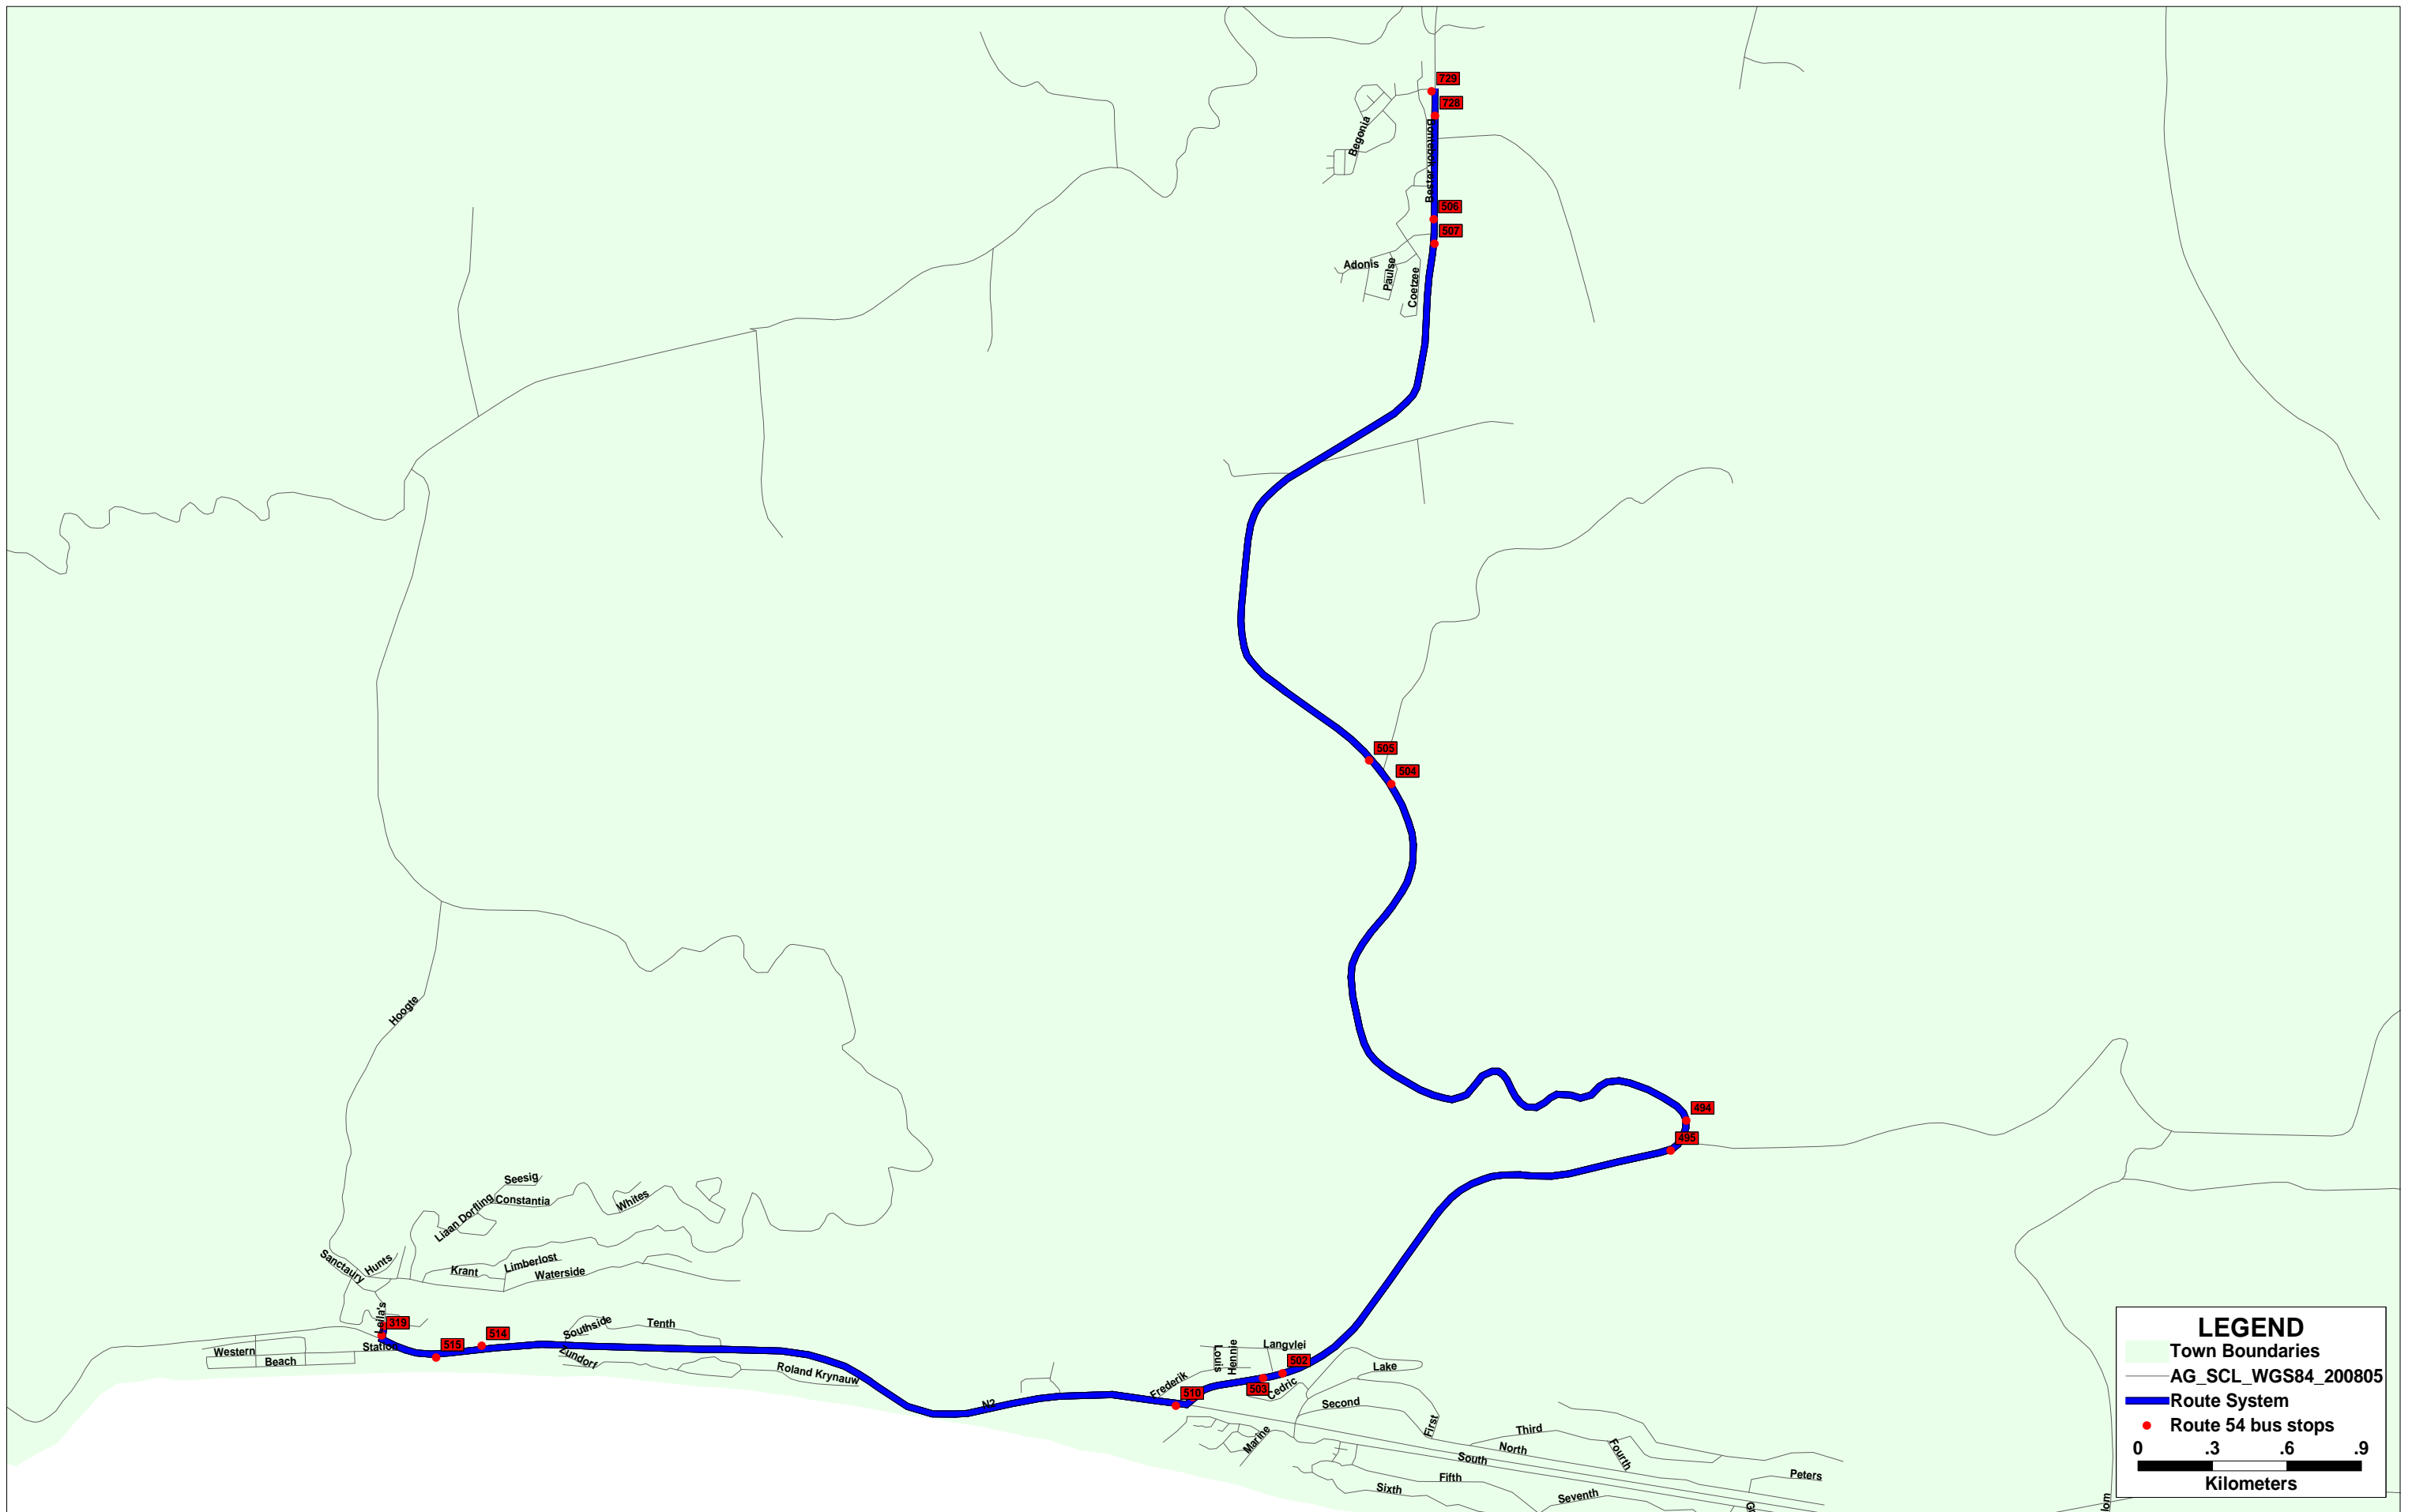 729
728
Begonia
506
507
Adonis
Paulse
Coetzee
505
504
494
495
Hoogte
Seesig
Constantia
Liaan Dorfling
Whites
Sanctaury
Hunts
Krant
Limberlost
Waterside
Leila's
319
Station
515
514
Western
Beach
Southside
Tenth
Zundorf
Roland Krynauw
N2
Frederik
Louis
Hennie
Langvlei
502
503
510
Cedric
Lake
Second
First
Marine
Third
North
South
Fourth
Fifth
Sixth
Seventh
Peters
LEGEND
Town Boundaries
AG_SCL_WGS84_200805
Route System
Route 54 bus stops
0 .3 .6 .9
Kilometers